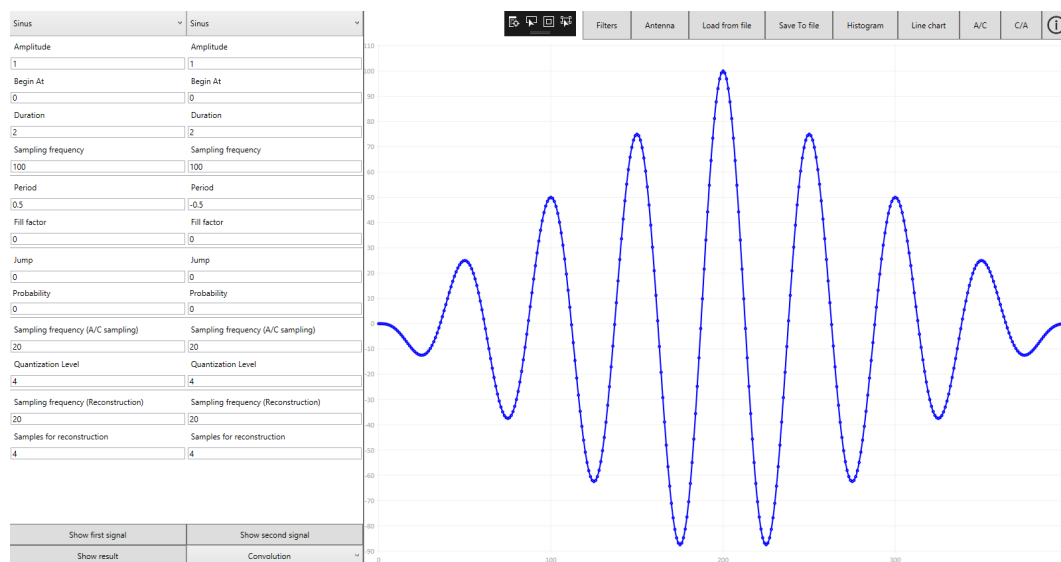 Sinus Sinus Filters Antenna Load from file Save To file Histogram Line chart A/C C/A
Amplitude Amplitude
1 1
Begin At Begin At
0 0
Duration Duration
2 2
Sampling frequency Sampling frequency
100 100
Period Period
0.5 -0.5
Fill factor Fill factor
0 0
Jump Jump
0 0
Probability Probability
0 0
Sampling frequency (A/C sampling) Sampling frequency (A/C sampling)
20 20
Quantization Level Quantization Level
4 4
Sampling frequency (Reconstruction) Sampling frequency (Reconstruction)
20 20
Samples for reconstruction Samples for reconstruction
4 4
Show first signal Show second signal
Show result Convolution
110
100
90
80
70
60
50
40
30
20
10
0
-10
-20
-30
-40
-50
-60
-70
-80
-90
0 100 200 300